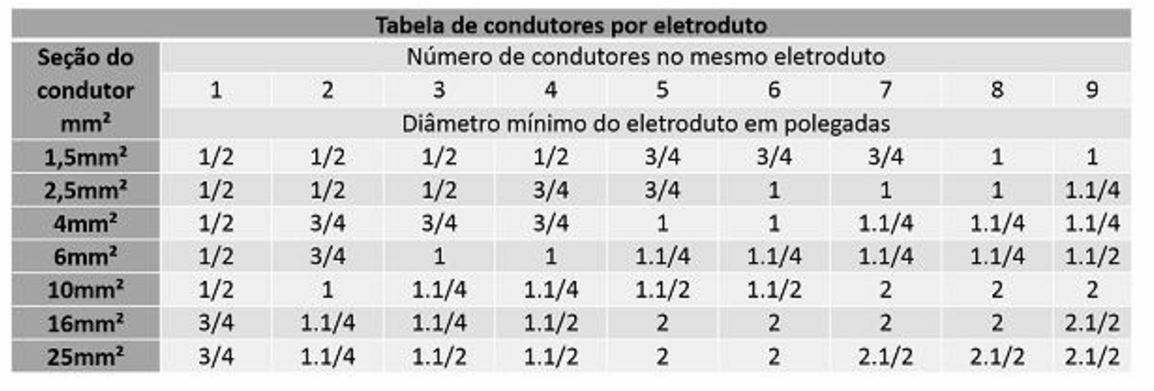 Tabela de condutores por eletroduto
Seção do condutor mm² Número de condutores no mesmo eletroduto
1 2 3 4 5 6 7 8 9
Diâmetro mínimo do eletroduto em polegadas
1,5mm² 1/2 1/2 1/2 1/2 3/4 3/4 3/4 1 1
2,5mm² 1/2 1/2 1/2 3/4 3/4 1 1 1 1.1/4
4mm² 1/2 3/4 3/4 3/4 1 1 1.1/4 1.1/4 1.1/4
6mm² 1/2 3/4 1 1 1.1/4 1.1/4 1.1/4 1.1/4 1.1/2
10mm² 1/2 1 1.1/4 1.1/4 1.1/2 1.1/2 2 2 2
16mm² 3/4 1.1/4 1.1/4 1.1/2 2 2 2 2 2.1/2
25mm² 3/4 1.1/4 1.1/2 1.1/2 2 2 2.1/2 2.1/2 2.1/2